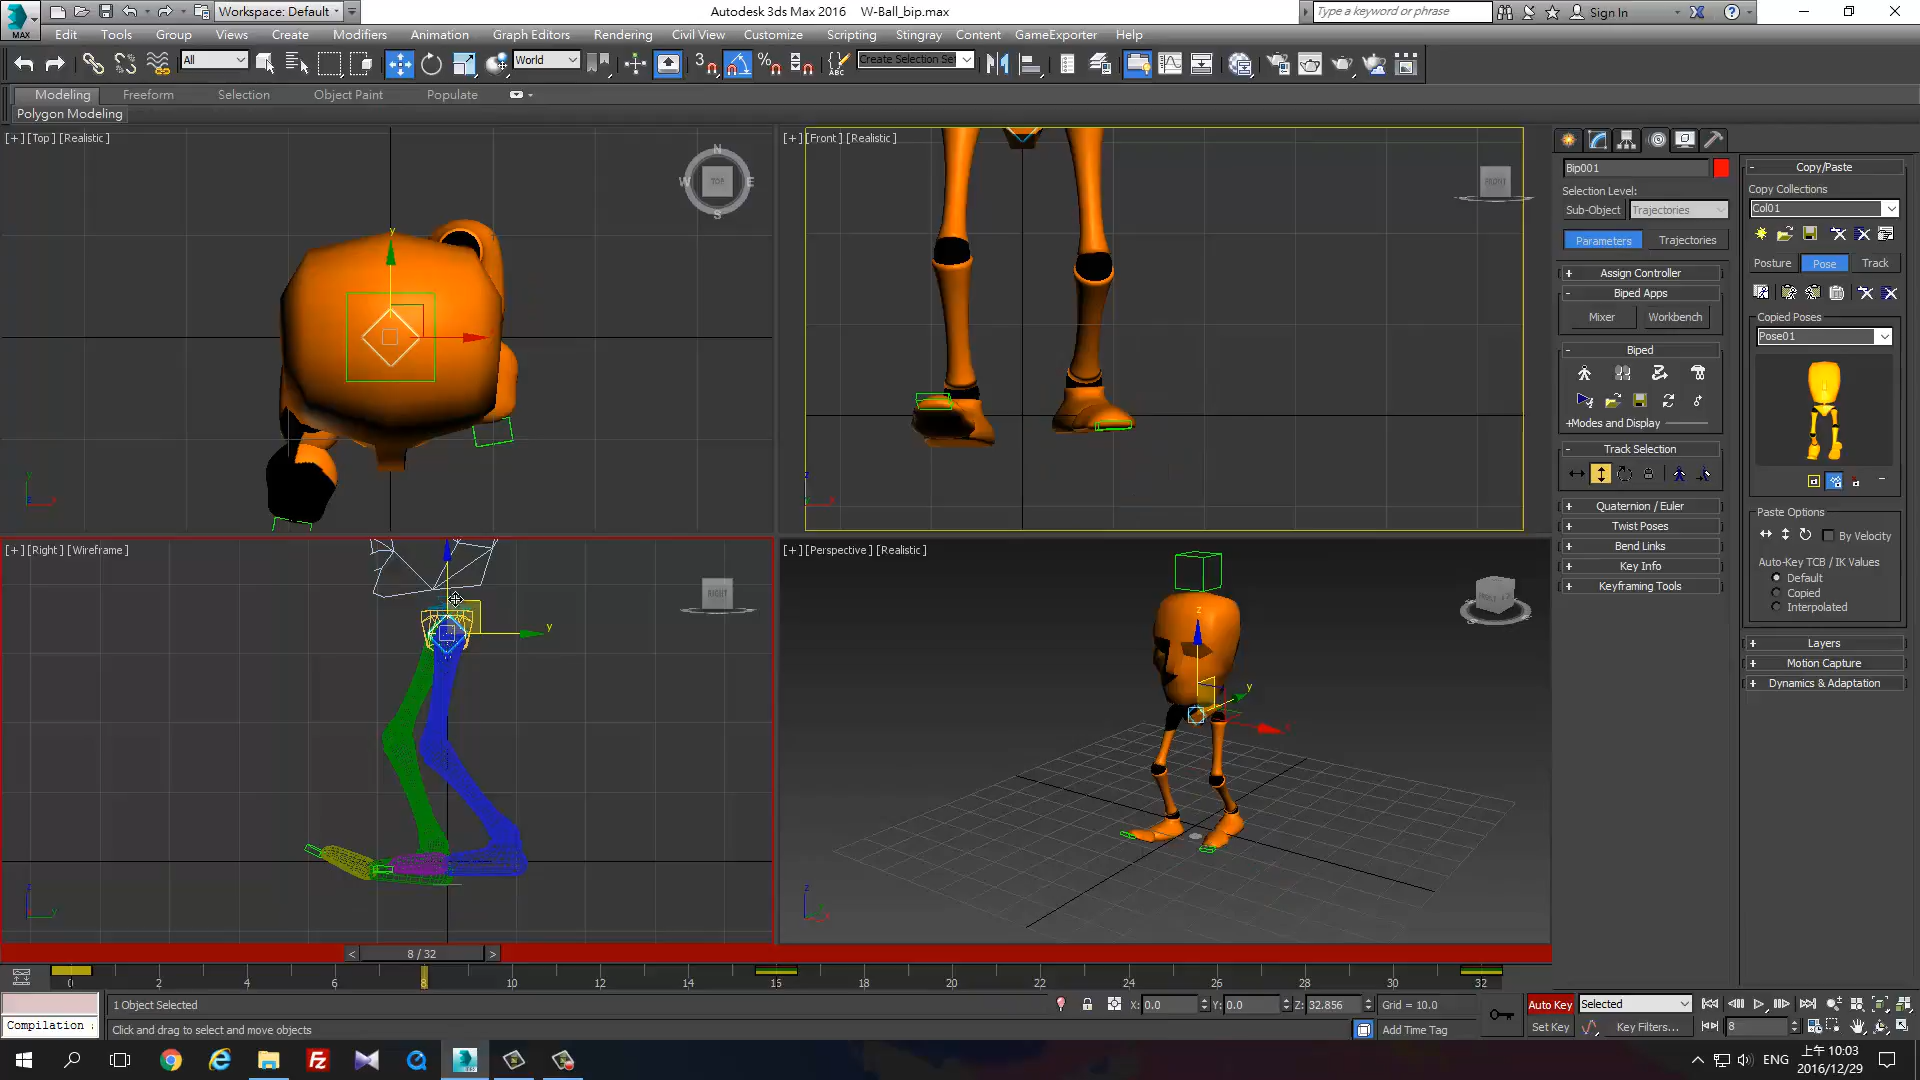 Workspace: Default
Autodesk 3ds Max 2016    W-Ball_bip.max
Type a keyword or phrase
Sign In
MAX
Edit Tools Group Views Create Modifiers Animation Graph Editors Rendering Civil View Customize Scripting Stingray Content GameExporter Help
All
World
3
ABC
Create Selection Se
Modeling Freeform Selection Object Paint Populate
Polygon Modeling
[+][Top][Realistic]
[+][Front][Realistic]
N
W TOP E
S
FRONT
y
[+][Right][Wireframe]
[+][Perspective][Realistic]
RIGHT
y
z
y
x
Bip001
Selection Level:
Sub-Object Trajectories
Parameters Trajectories
+ Assign Controller
- Biped Apps
Mixer Workbench
- Biped
+Modes and Display
- Track Selection
+ Quaternion / Euler
+ Twist Poses
+ Bend Links
+ Key Info
+ Keyframing Tools
- Copy/Paste
Copy Collections
Col01
Posture Pose Track
Copied Poses
Pose01
Paste Options
By Velocity
Auto-Key TCB / IK Values
Default
Copied
Interpolated
+ Layers
+ Motion Capture
+ Dynamics & Adaptation
< 8 / 32 >
0 2 4 6 8 10 12 14 16 18 20 22 24 26 28 30 32
1 Object Selected
X: 0.0 Y: 0.0 Z: 32.856 Grid = 10.0
Auto Key Selected
Compilation
Click and drag to select and move objects
Add Time Tag
Set Key Key Filters...
8
ENG
上午 10:03
2016/12/29